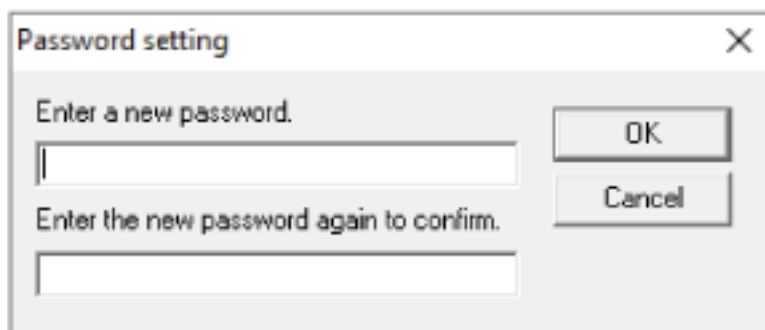 Password setting
Enter a new password.
OK
Cancel
Enter the new password again to confirm.